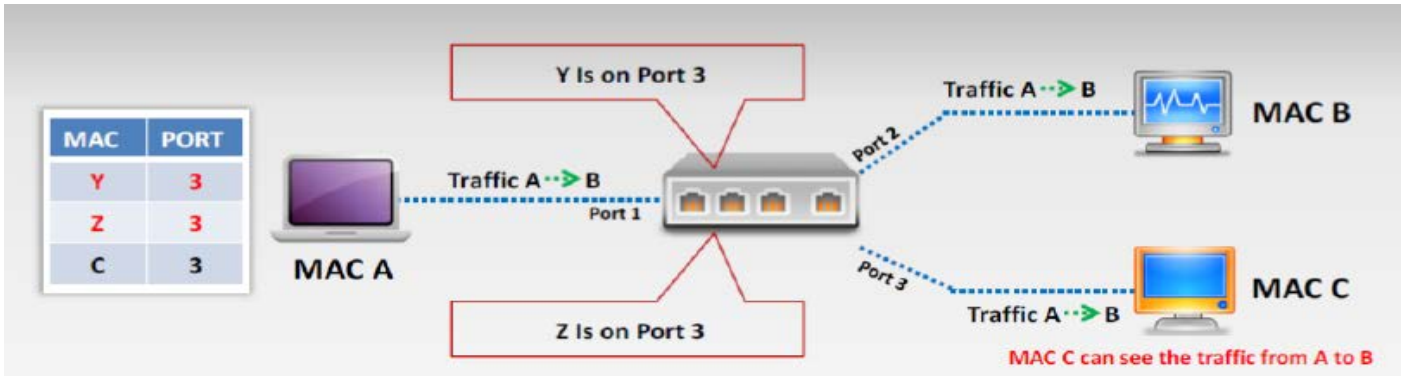 Y Is on Port 3
MAC PORT
Y 3
Z 3
C 3
MAC A
Traffic A ··> B
Port 1
Port 2
Traffic A ··> B
MAC B
Port 3
Traffic A ··> B
MAC C
Z Is on Port 3
MAC C can see the traffic from A to B